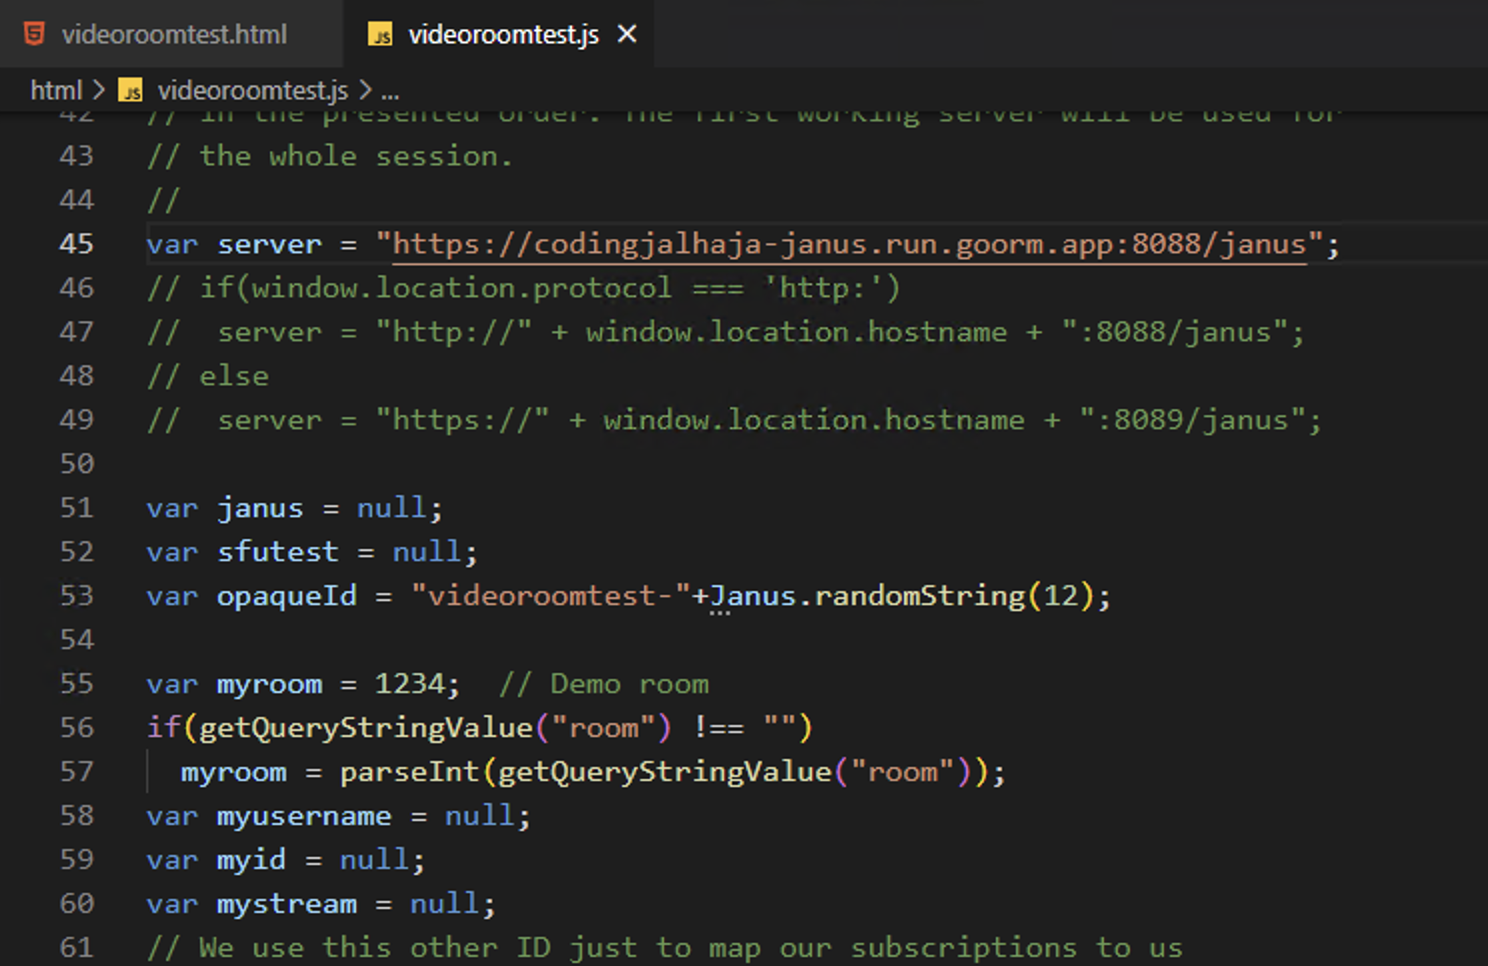 videoroomtest.html
JS videoroomtest.js ×
html > JS videoroomtest.js > ...
42 // in the presented order. The first working server will be used for
43 // the whole session.
44 //
45 var server = "https://codingjalhaja-janus.run.goorm.app:8088/janus";
46 // if(window.location.protocol === 'http:')
47 //  server = "http://" + window.location.hostname + ":8088/janus";
48 // else
49 //  server = "https://" + window.location.hostname + ":8089/janus";
50
51 var janus = null;
52 var sfutest = null;
53 var opaqueId = "videoroomtest-"+Janus.randomString(12);
54
55 var myroom = 1234;  // Demo room
56 if(getQueryStringValue("room") !== "")
57   myroom = parseInt(getQueryStringValue("room"));
58 var myusername = null;
59 var myid = null;
60 var mystream = null;
61 // We use this other ID just to map our subscriptions to us